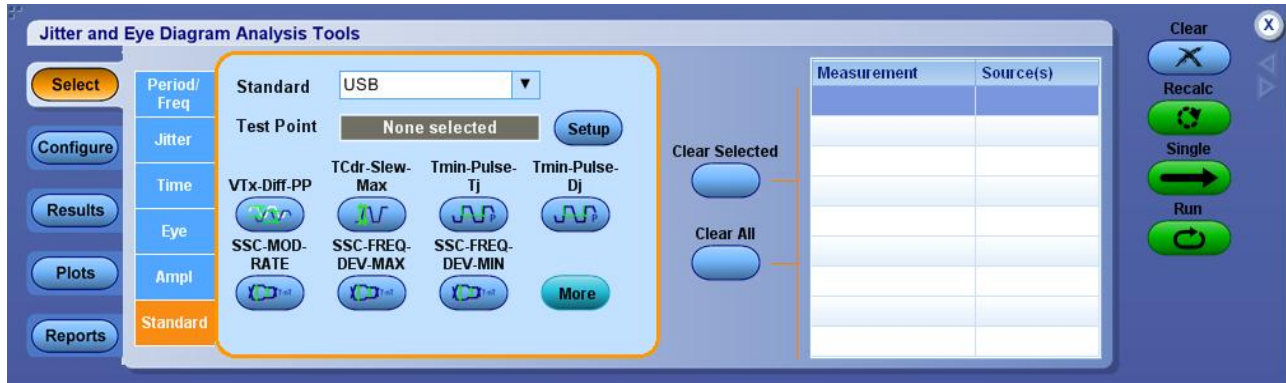 Jitter and Eye Diagram Analysis Tools
Select
Configure
Results
Plots
Reports
Period/
Freq
Jitter
Time
Eye
Ampl
Standard
Standard
USB
Test Point
None selected
Setup
VTx-Diff-PP
TCdr-Slew-
Max
Tmin-Pulse-
Tj
Tmin-Pulse-
Dj
SSC-MOD-
RATE
SSC-FREQ-
DEV-MAX
SSC-FREQ-
DEV-MIN
More
Clear Selected
Clear All
Measurement
Source(s)
Clear
X
Recalc
Single
Run